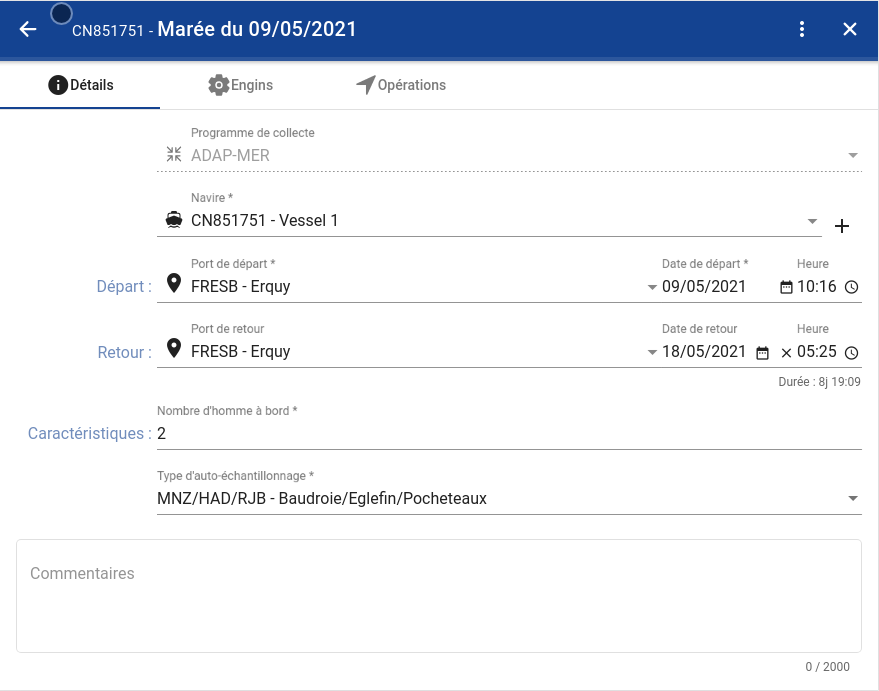 CN851751 - Marée du 09/05/2021
Détails Engins Opérations
Programme de collecte
ADAP-MER
Navire *
CN851751 - Vessel 1
Port de départ * Date de départ * Heure
Départ : FRESB - Erquy 09/05/2021 10:16
Port de retour Date de retour Heure
Retour : FRESB - Erquy 18/05/2021 05:25
Durée : 8j 19:09
Nombre d'homme à bord *
Caractéristiques : 2
Type d'auto-échantillonnage *
MNZ/HAD/RJB - Baudroie/Eglefin/Pocheteaux
Commentaires
0 / 2000